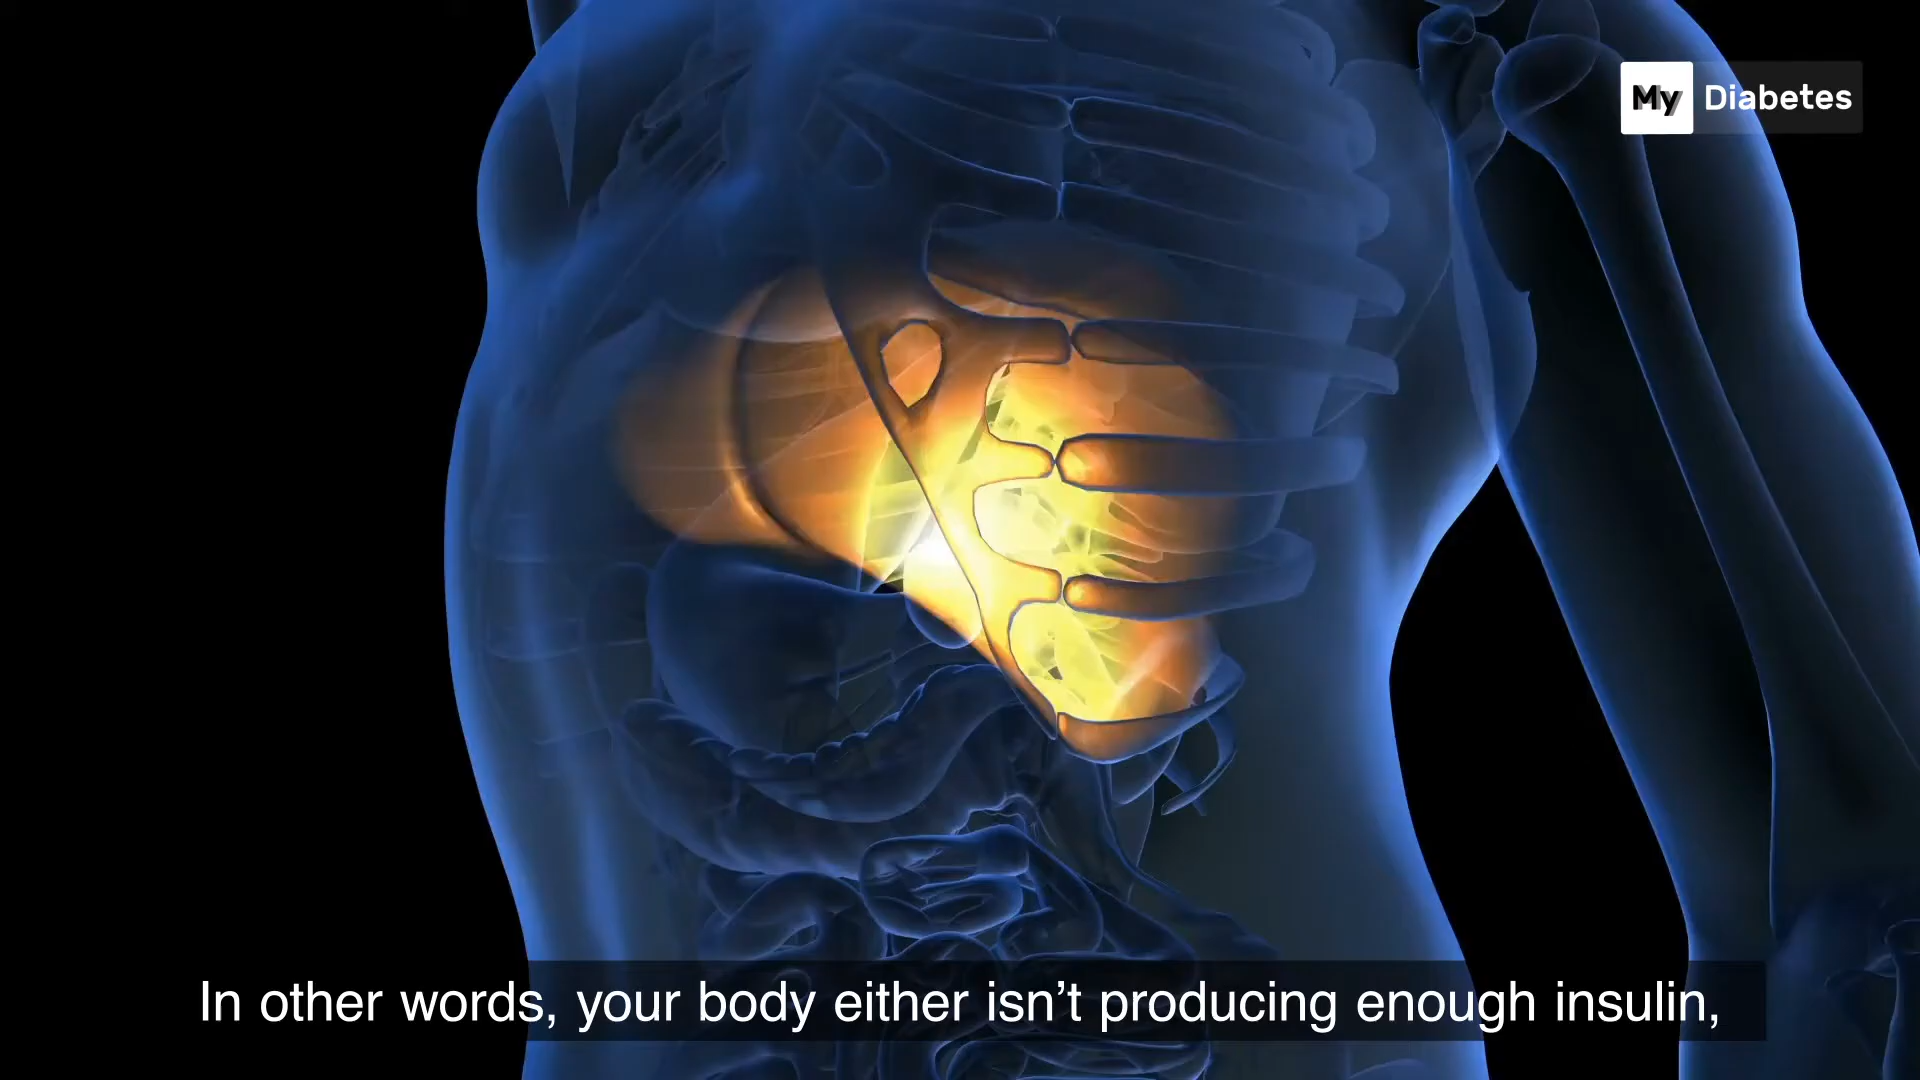 My Diabetes
In other words, your body either isn’t producing enough insulin,